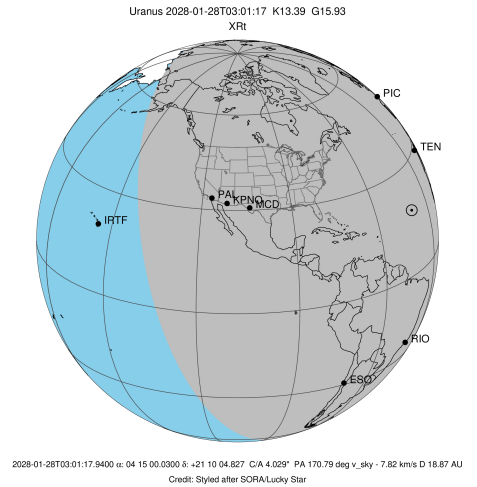 Uranus 2028-01-28T03:01:17 K13.39 G15.93
XRt
PIC
TEN
PAL
KPNO
MCD
IRTF
RIO
ESO
2028-01-28T03:01:17.9400 α: 04 15 00.0300 δ: +21 10 04.827 C/A 4.029" PA 170.79 deg v_sky - 7.82 km/s D 18.87 AU
Credit: Styled after SORA/Lucky Star